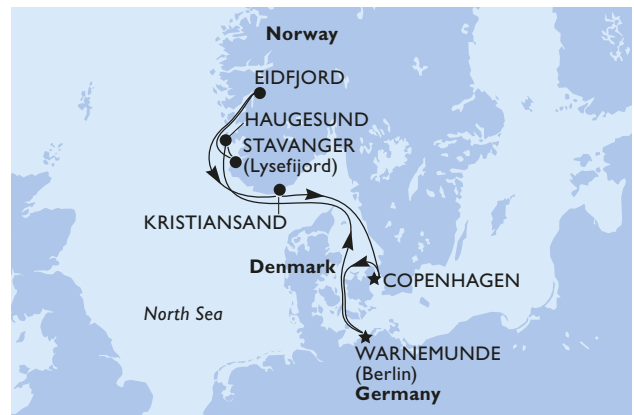 Norway
EIDFJORD
HAUGESUND
STAVANGER
(Lysefijord)
KRISTIANSAND
Denmark
COPENHAGEN
North Sea
WARNEMUNDE
(Berlin)
Germany